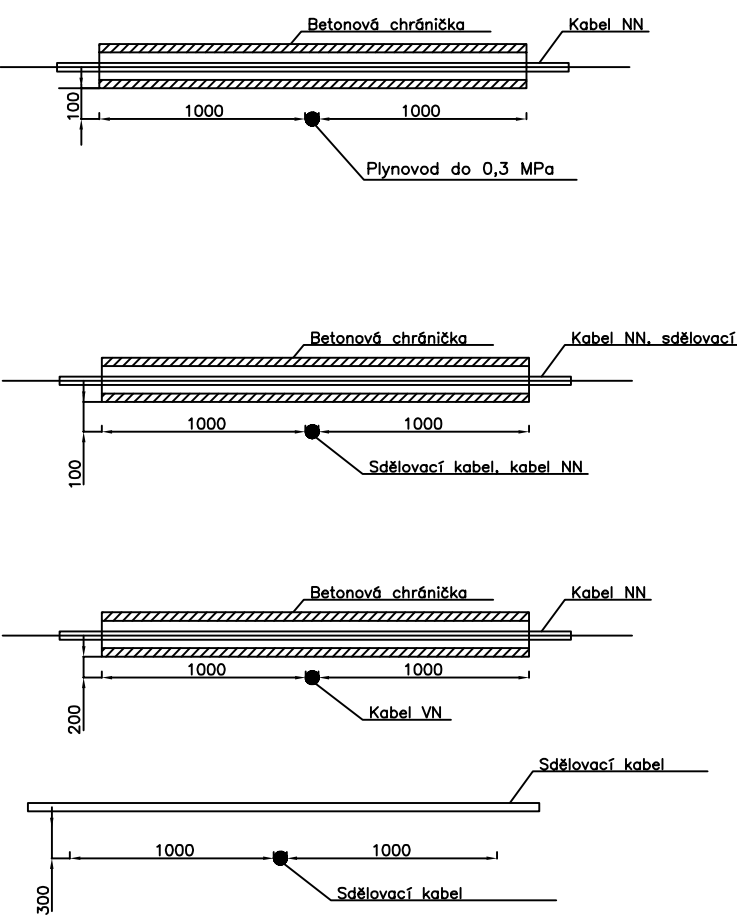 Betonová chránička
Kabel NN
100
1000
1000
Plynovod do 0,3 MPa
Betonová chránička
Kabel NN, sdělovací
1000
1000
100
Sdělovací kabel, kabel NN
Betonová chránička
Kabel NN
1000
1000
200
Kabel VN
Sdělovací kabel
1000
1000
300
Sdělovací kabel